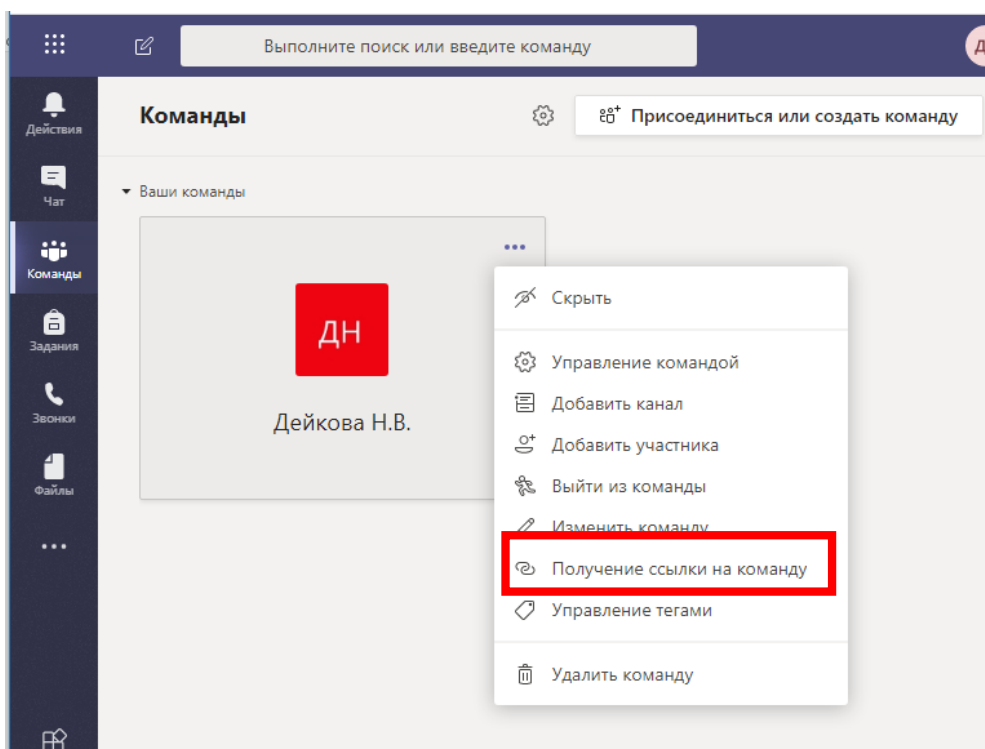 Выполните поиск или введите команду
Д
Действия
Чат
Команды
Задания
Звонки
Файлы
Команды
Присоединиться или создать команду
Ваши команды
ДН
Дейкова Н.В.
Скрыть
Управление командой
Добавить канал
Добавить участника
Выйти из команды
Изменить команду
Получение ссылки на команду
Управление тегами
Удалить команду